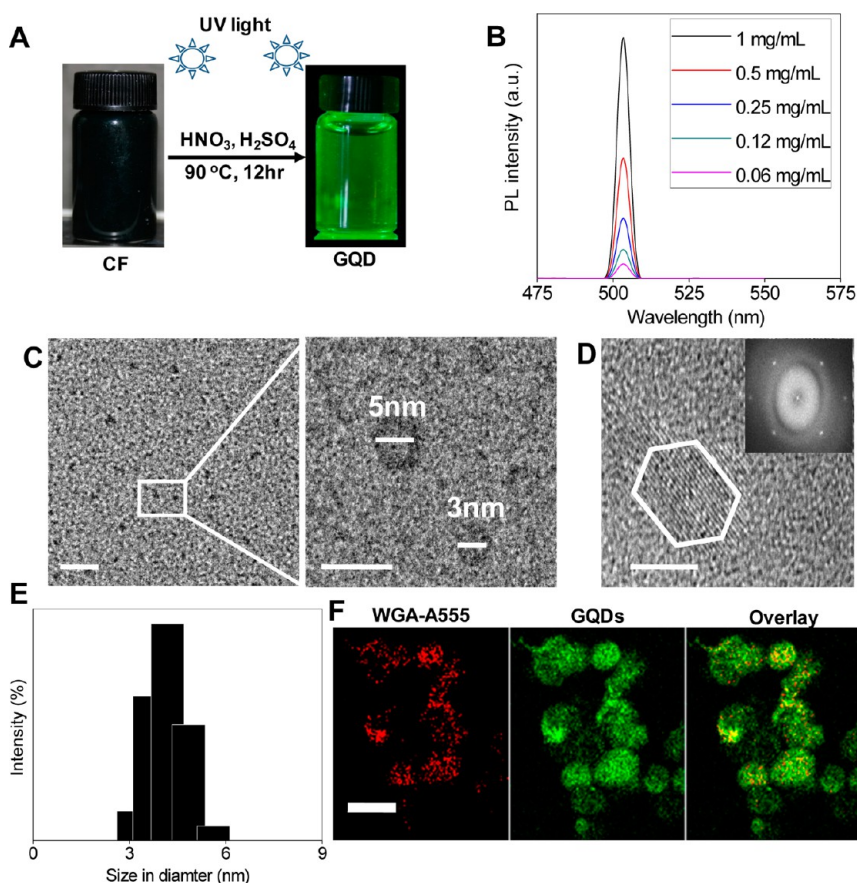 A
UV light
HNO₃, H₂SO₄
90 °C, 12hr
CF
GQD
B
PL intensity (a.u.)
1 mg/mL
0.5 mg/mL
0.25 mg/mL
0.12 mg/mL
0.06 mg/mL
475 500 525 550 575
Wavelength (nm)
C
5nm
3nm
D
E
Intensity (%)
0 3 6 9
Size in diamter (nm)
F
WGA-A555
GQDs
Overlay